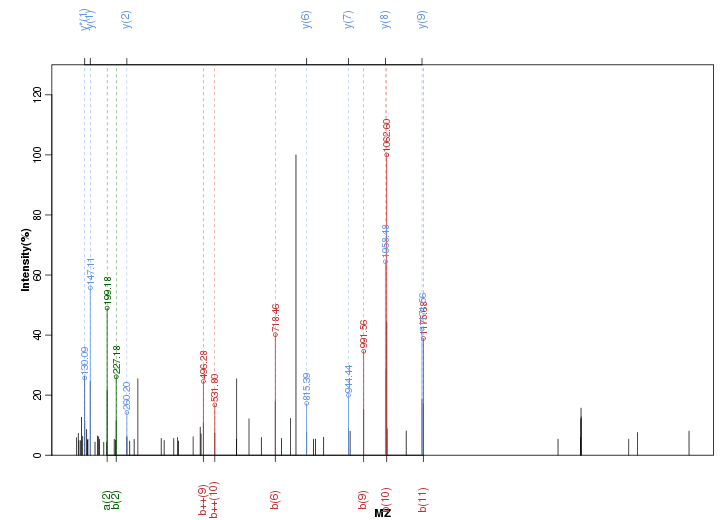 y*(1)
y(1)
y(2)
y(6)
y(7)
y(8)
y(9)
120
100
80
60
40
20
0
Intensity(%)
130.09
147.11
199.18
227.18
260.20
496.28
531.80
718.46
815.39
944.44
991.56
1058.48
1062.60
1175.68
a(2)
b(2)
b++(9)
b++(10)
b(6)
b(9)
b(10)
b(11)
MZ